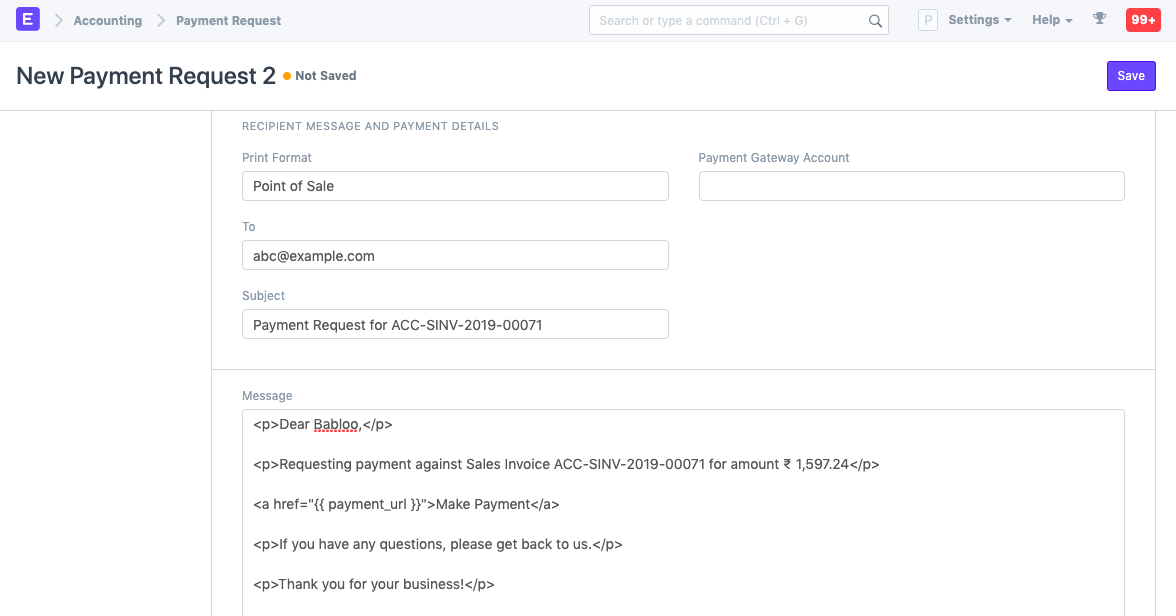 E Accounting Payment Request Search or type a command (Ctrl + G) P Settings Help 99+
New Payment Request 2 Not Saved Save
RECIPIENT MESSAGE AND PAYMENT DETAILS
Print Format Payment Gateway Account
Point of Sale
To
abc@example.com
Subject
Payment Request for ACC-SINV-2019-00071
Message
<p>Dear Babloo,</p>
<p>Requesting payment against Sales Invoice ACC-SINV-2019-00071 for amount ₹ 1,597.24</p>
<a href="{{ payment_url }}">Make Payment</a>
<p>If you have any questions, please get back to us.</p>
<p>Thank you for your business!</p>